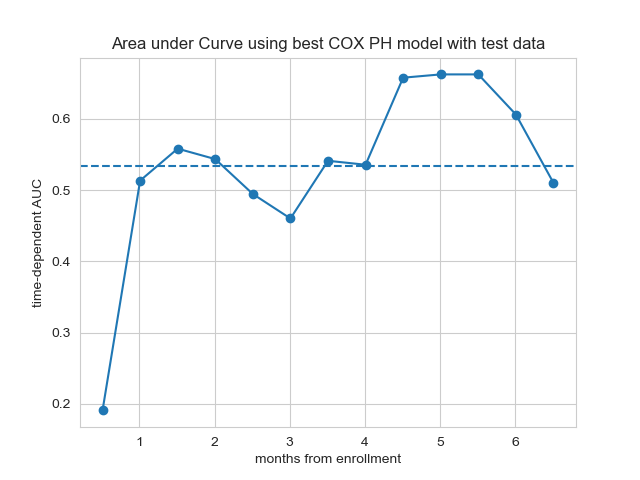 Area under Curve using best COX PH model with test data
time-dependent AUC
0.6
0.5
0.4
0.3
0.2
1 2 3 4 5 6
months from enrollment